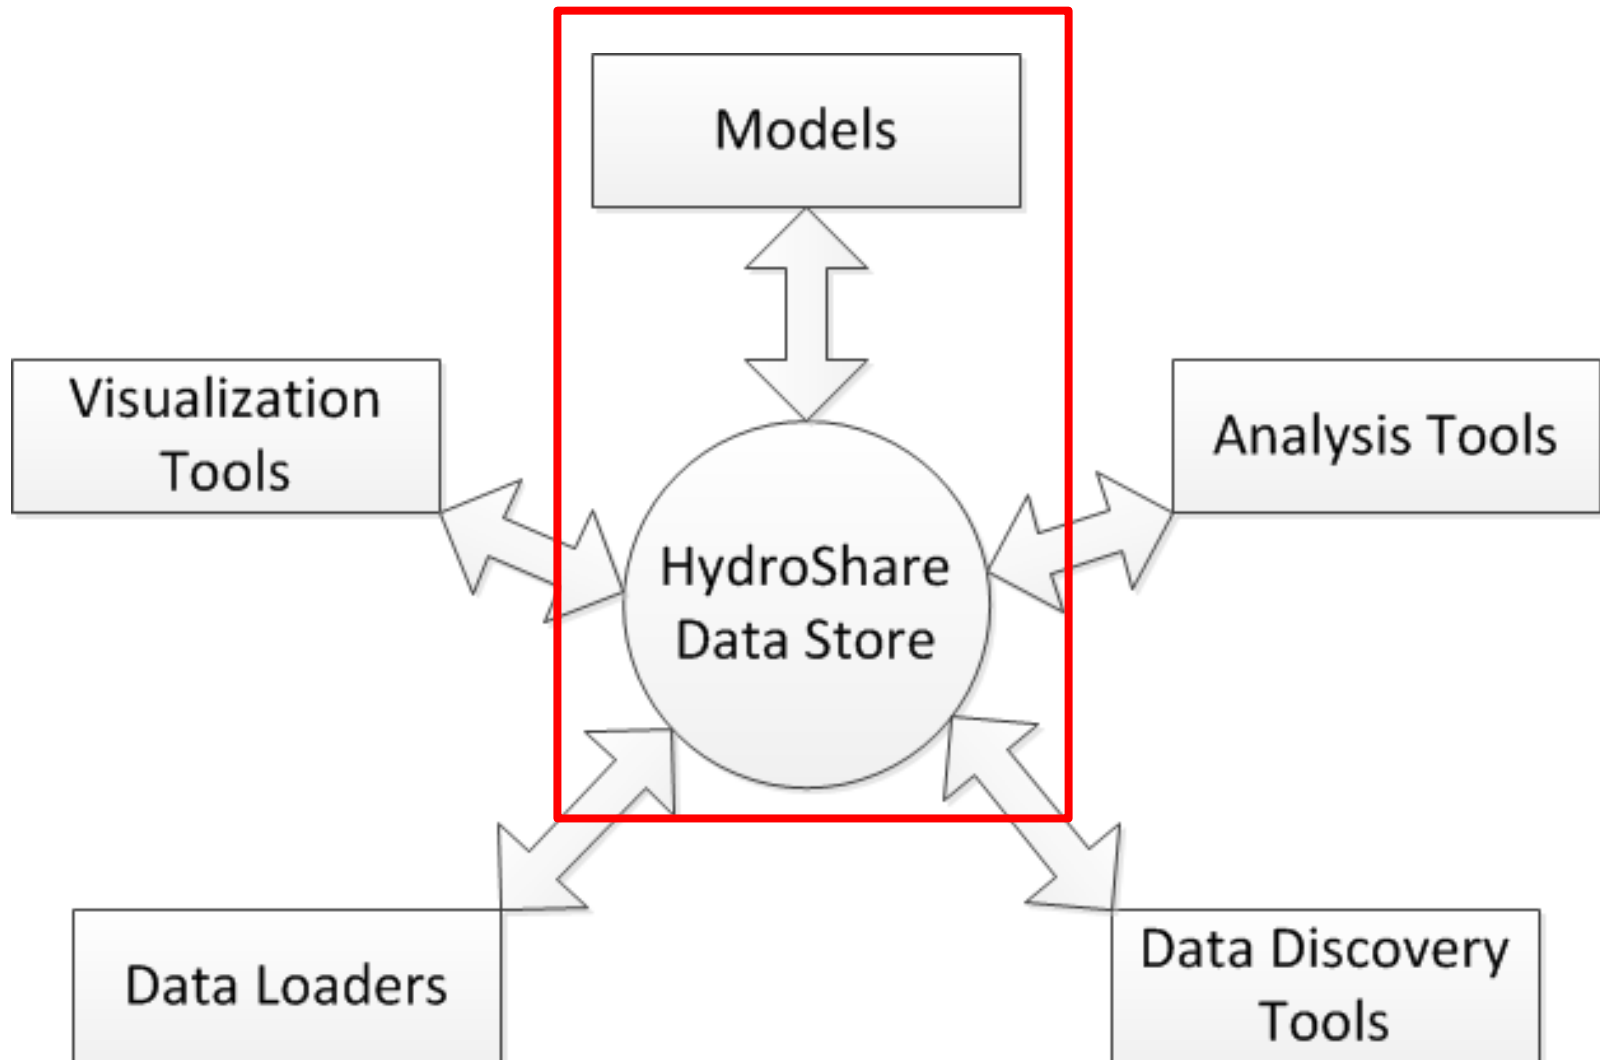 Models
Visualization
Tools
Analysis Tools
HydroShare
Data Store
Data Loaders
Data Discovery
Tools